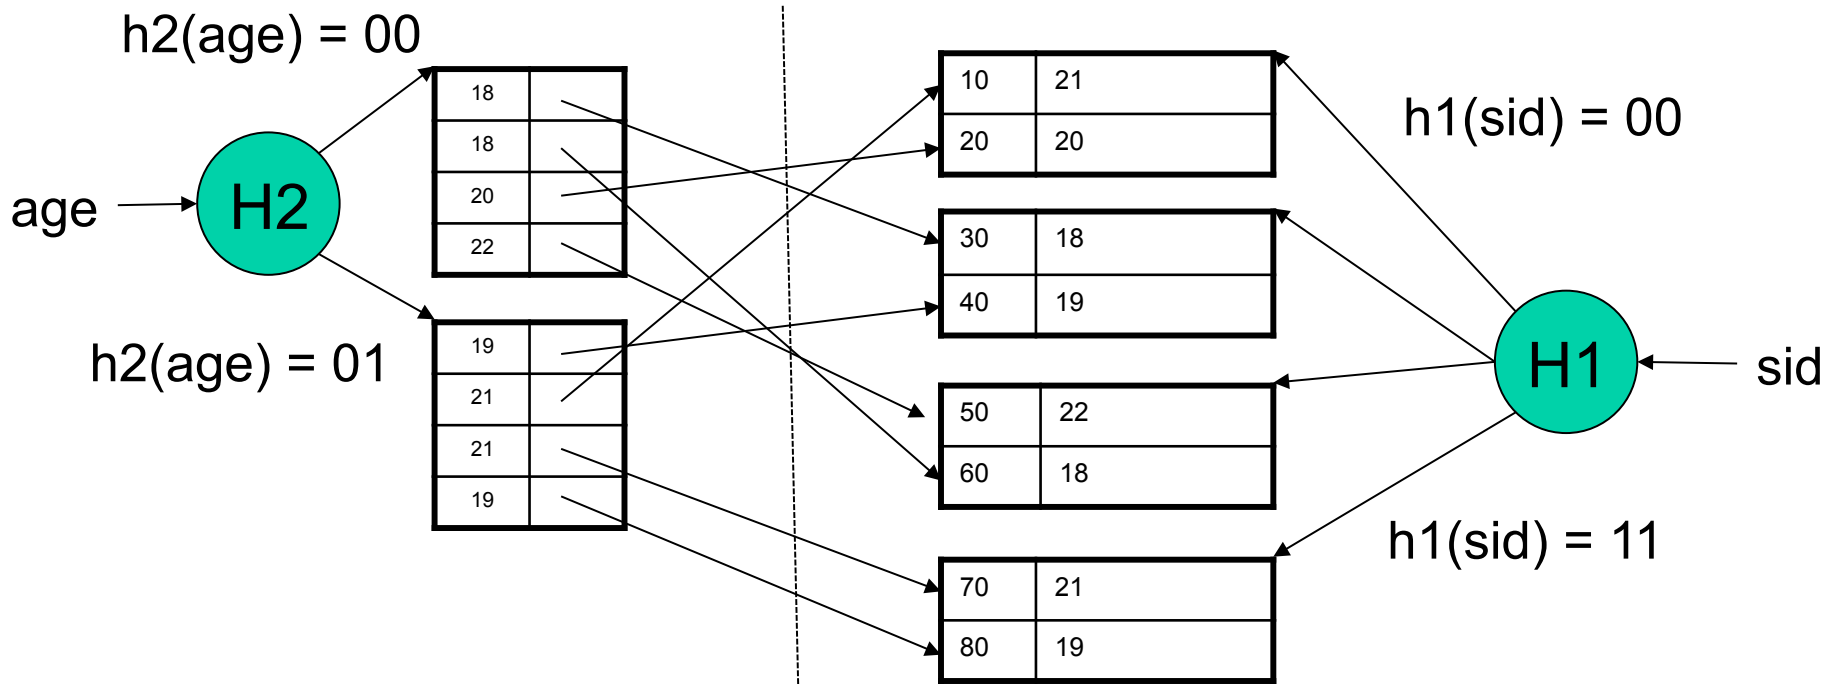 h2(age) = 00
18
18
20
22
age
H2
h2(age) = 01
19
21
21
19
10 21
20 20
30 18
40 19
50 22
60 18
70 21
80 19
h1(sid) = 00
H1
sid
h1(sid) = 11